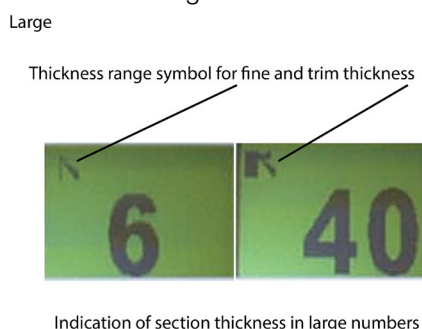 Large
Thickness range symbol for fine and trim thickness
6
40
Indication of section thickness in large numbers